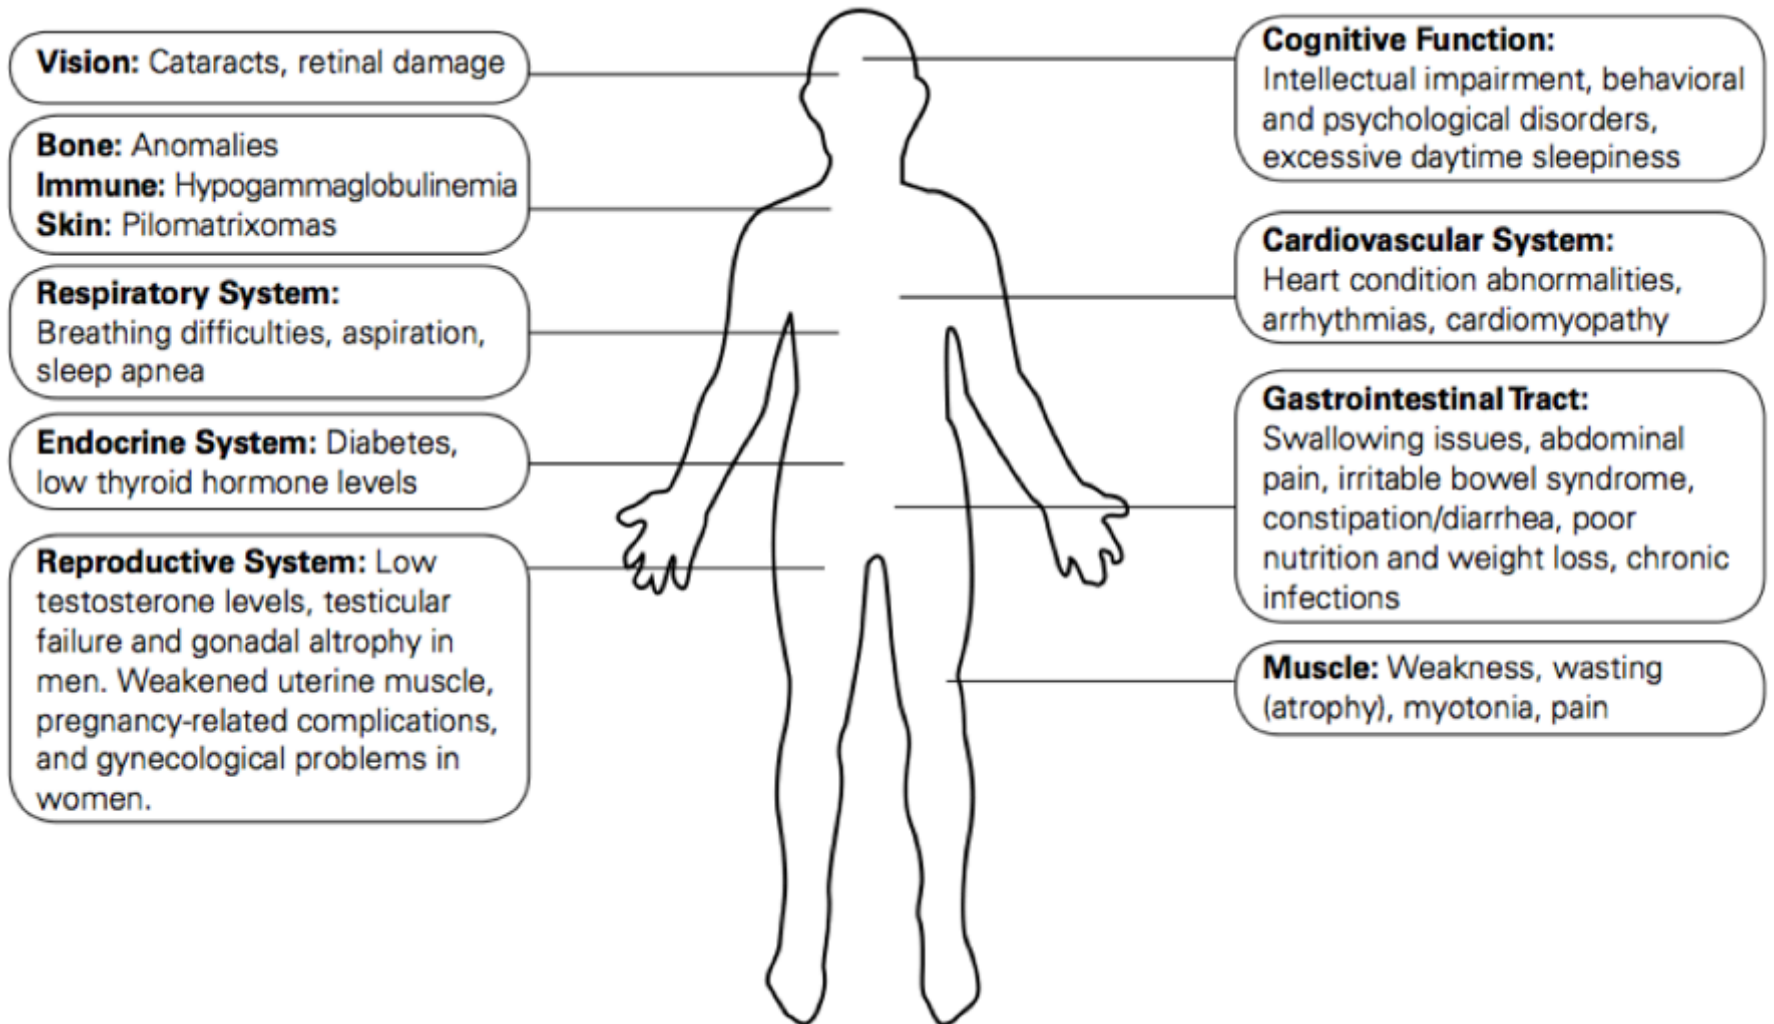 Vision: Cataracts, retinal damage
Bone: Anomalies
Immune: Hypogammaglobulinemia
Skin: Pilomatrixomas
Respiratory System:
Breathing difficulties, aspiration,
sleep apnea
Endocrine System: Diabetes,
low thyroid hormone levels
Reproductive System: Low
testosterone levels, testicular
failure and gonadal altrophy in
men. Weakened uterine muscle,
pregnancy-related complications,
and gynecological problems in
women.
Cognitive Function:
Intellectual impairment, behavioral
and psychological disorders,
excessive daytime sleepiness
Cardiovascular System:
Heart condition abnormalities,
arrhythmias, cardiomyopathy
Gastrointestinal Tract:
Swallowing issues, abdominal
pain, irritable bowel syndrome,
constipation/diarrhea, poor
nutrition and weight loss, chronic
infections
Muscle: Weakness, wasting
(atrophy), myotonia, pain